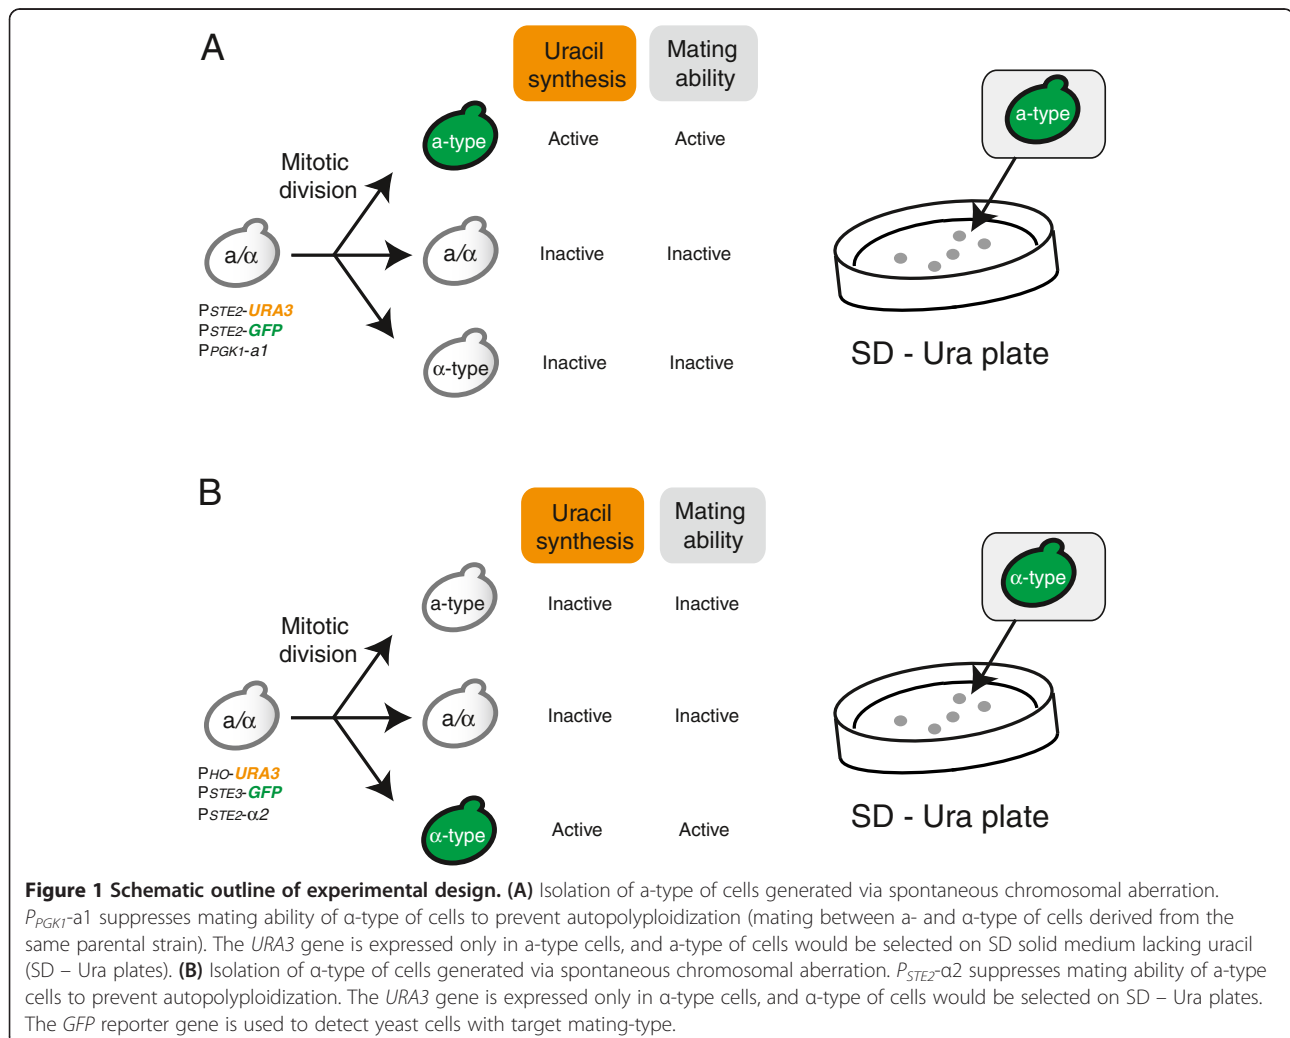 A
Uracil
synthesis
Mating
ability
a-type
Active
Active
Mitotic
division
a/α
a/α
Inactive
Inactive
PSTE2-URA3
PSTE2-GFP
PPGK1-a1
α-type
Inactive
Inactive
a-type
SD - Ura plate
B
Uracil
synthesis
Mating
ability
a-type
Inactive
Inactive
Mitotic
division
a/α
a/α
Inactive
Inactive
PHO-URA3
PSTE3-GFP
PSTE2-α2
α-type
Active
Active
α-type
SD - Ura plate
Figure 1 Schematic outline of experimental design. (A) Isolation of a-type of cells generated via spontaneous chromosomal aberration.
PPGK1-a1 suppresses mating ability of α-type of cells to prevent autopolyploidization (mating between a- and α-type of cells derived from the
same parental strain). The URA3 gene is expressed only in a-type cells, and a-type of cells would be selected on SD solid medium lacking uracil
(SD – Ura plates). (B) Isolation of α-type of cells generated via spontaneous chromosomal aberration. PSTE2-α2 suppresses mating ability of a-type
cells to prevent autopolyploidization. The URA3 gene is expressed only in α-type cells, and α-type of cells would be selected on SD – Ura plates.
The GFP reporter gene is used to detect yeast cells with target mating-type.